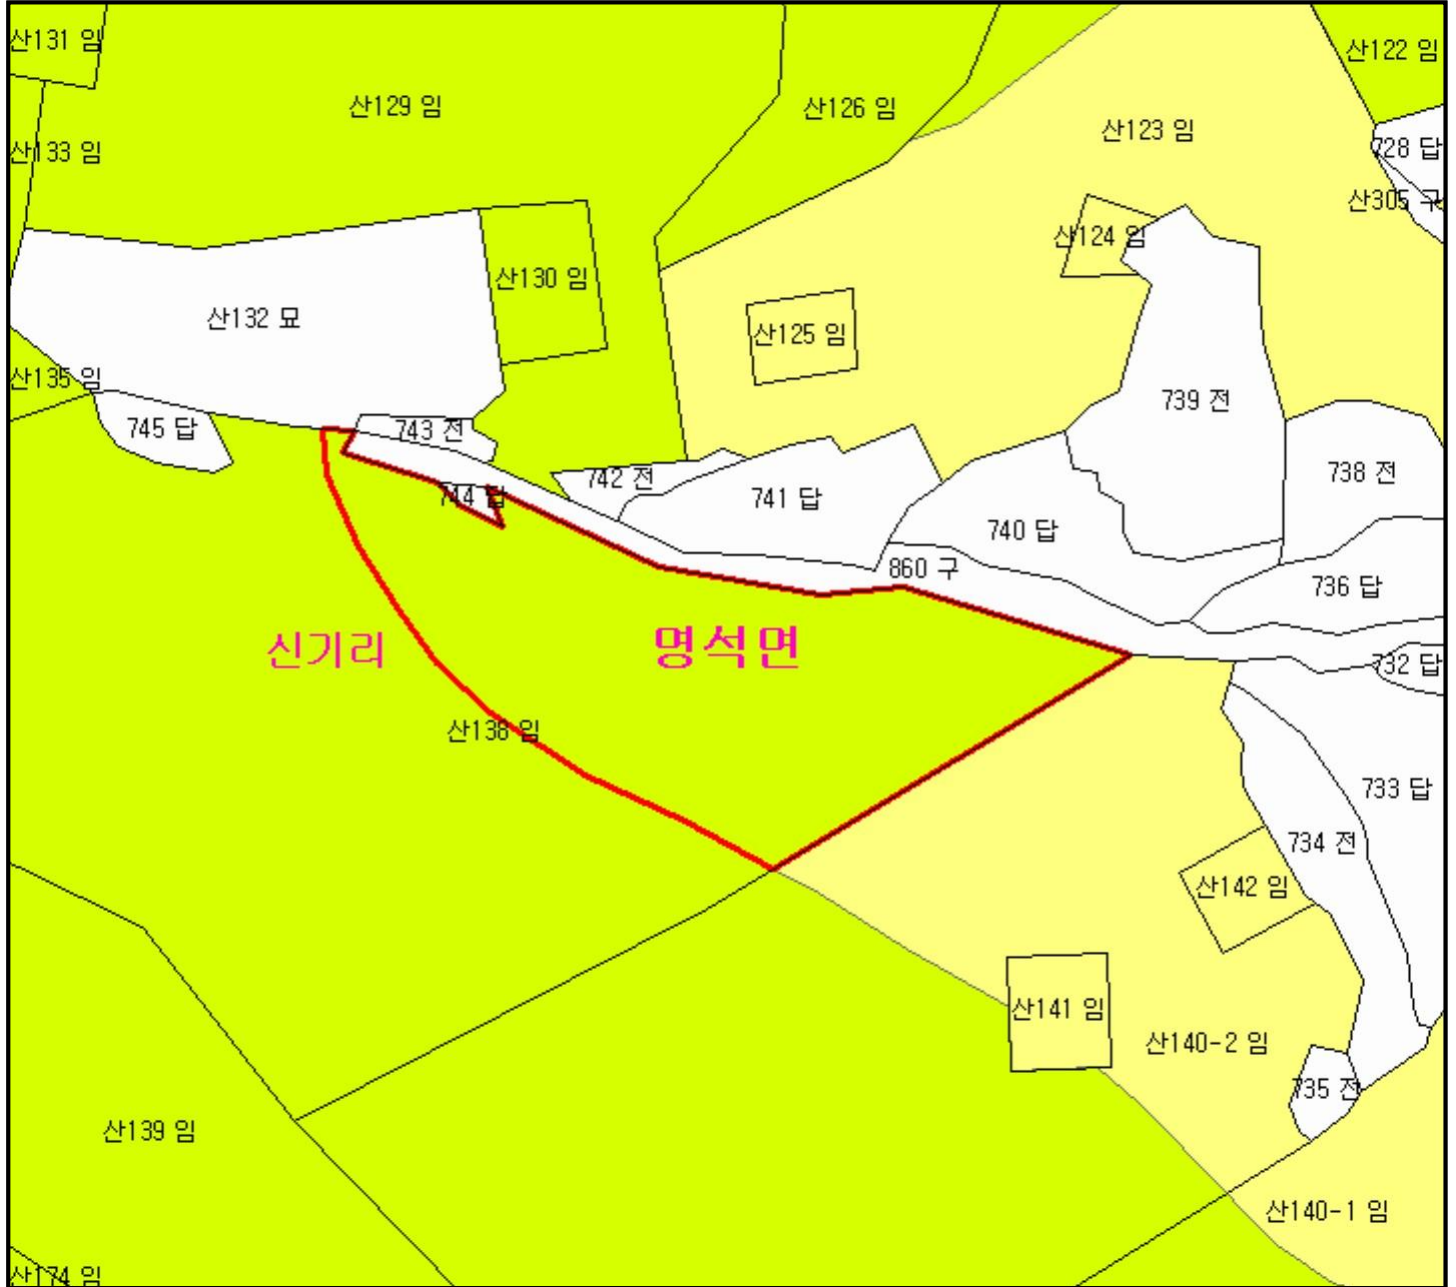 산131 임
산122 임
산129 임
산126 임
산123 임
728 답
산133 임
산305 구
산124 임
산130 임
산132 묘
산125 임
산135 임
739 전
745 답
743 전
738 전
742 전
744 답
741 답
740 답
860 구
736 답
신기리
명석면
732 답
산138 임
733 답
734 전
산142 임
산141 임
산140-2 임
735 전
산139 임
산140-1 임
산174 임